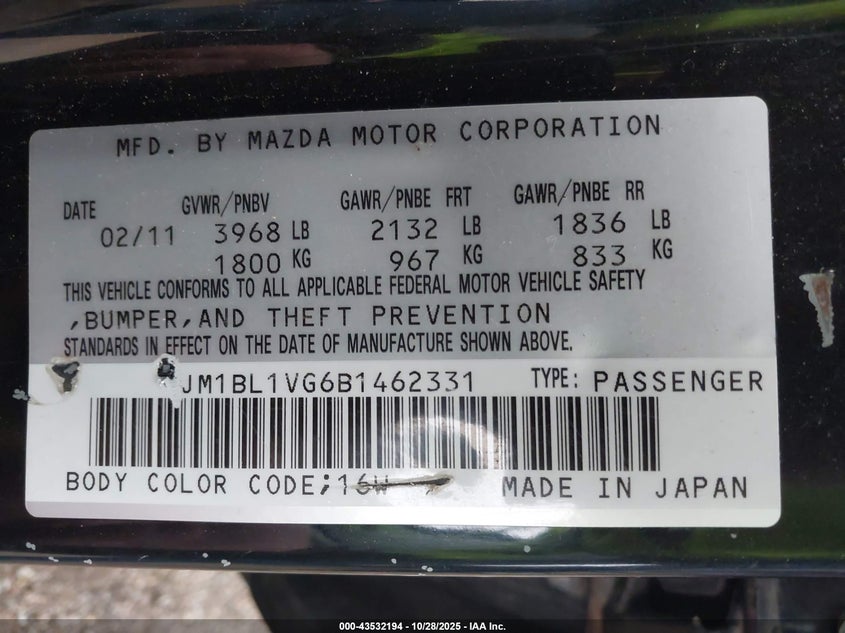 MFD. BY MAZDA MOTOR CORPORATION
DATE GVWR/PNBV GAWR/PNBE FRT GAWR/PNBE RR
02/11 3968 LB 2132 LB 1836 LB
1800 KG 967 KG 833 KG
THIS VEHICLE CONFORMS TO ALL APPLICABLE FEDERAL MOTOR VEHICLE SAFETY
,BUMPER,AND THEFT PREVENTION
STANDARDS IN EFFECT ON THE DATE OF MANUFACTURE SHOWN ABOVE.
JM1BL1VG6B1462331 TYPE: PASSENGER
BODY COLOR CODE;16W MADE IN JAPAN
000-43532194 - 10/28/2025 - IAA Inc.